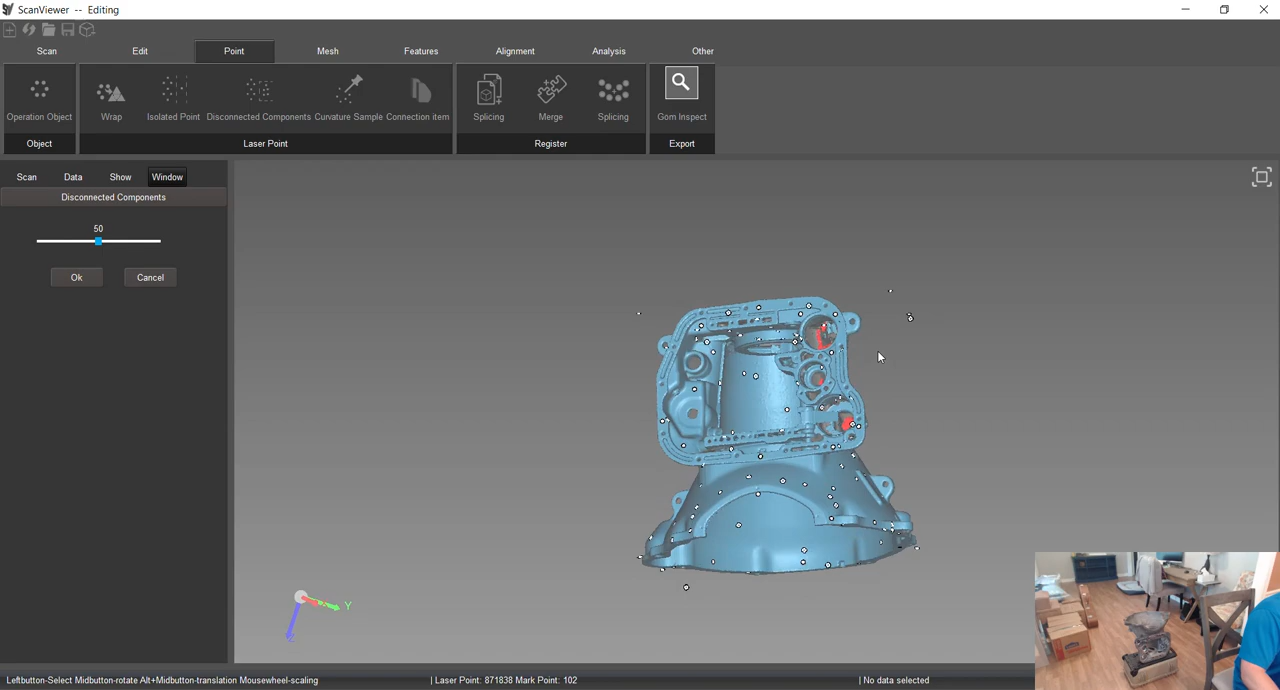 ScanViewer -- Editing
Scan Edit Point Mesh Features Alignment Analysis Other
Operation Object Wrap Isolated Point Disconnected Components Curvature Sample Connection item Splicing Merge Splicing Gom Inspect
Object Laser Point Register Export
Scan Data Show Window
Disconnected Components
50
Ok Cancel
Y
Z
Leftbutton-Select Midbutton-rotate Alt+Midbutton-translation Mousewheel-scaling | Laser Point: 871838 Mark Point: 102 | No data selected